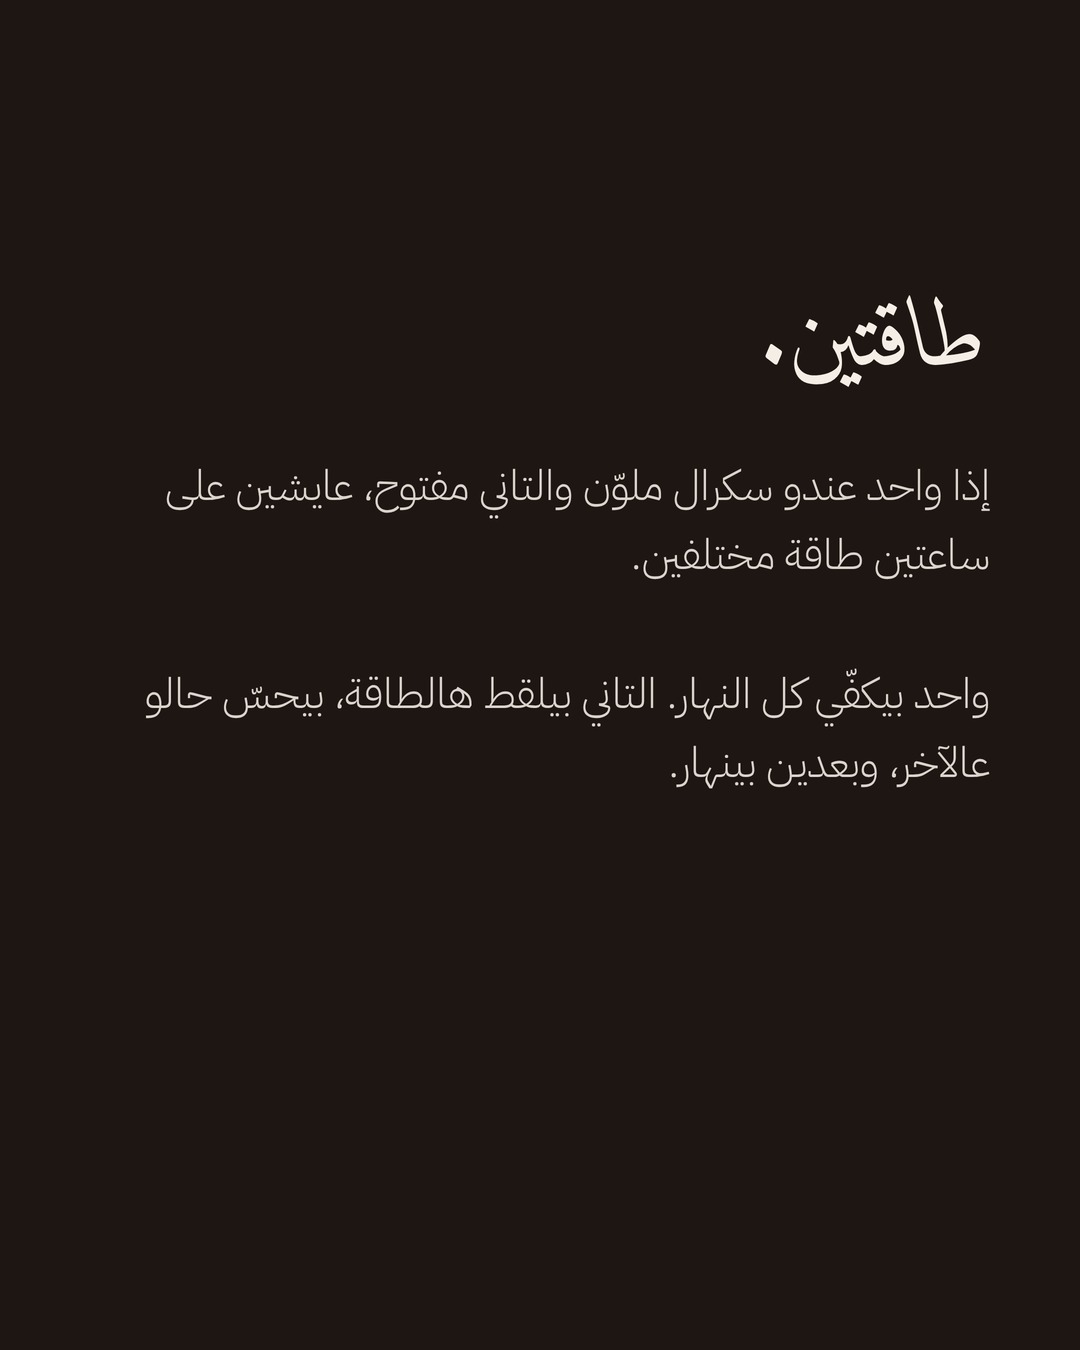 طاقتين.
إذا واحد عندو سكرال ملوّن والتاني مفتوح، عايشين على
ساعتين طاقة مختلفين.
واحد بيكفّي كل النهار. التاني بيلقط هالطاقة، بيحسّ حالو
عالآخر، وبعدين بينهار.